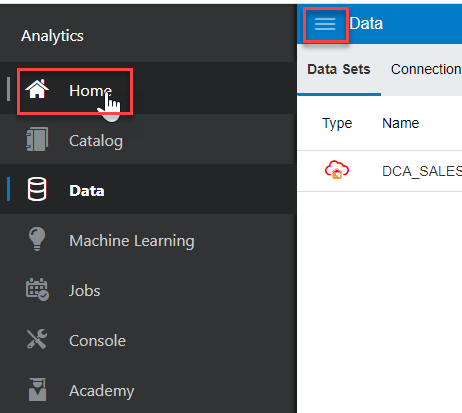 Analytics
Home
Catalog
Data
Machine Learning
Jobs
Console
Academy
Data
Data Sets Connection
Type Name
DCA_SALES